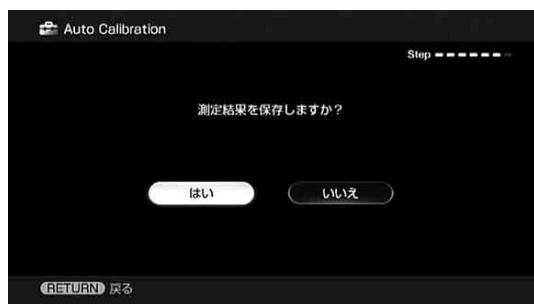 Auto Calibration
Step
測定結果を保存しますか？
はい
いいえ
RETURN 戻る